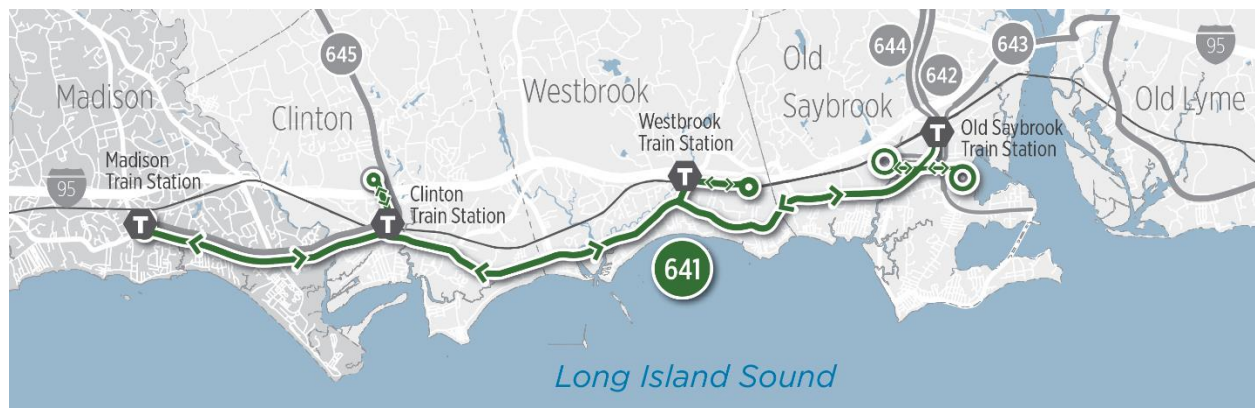 645
644
643
642
95
Old
Saybrook
Old Lyme
Madison
Clinton
Westbrook
Westbrook
Train Station
T
T
Old Saybrook
Train Station
Madison
Train Station
95
T
Clinton
Train Station
T
641
Long Island Sound